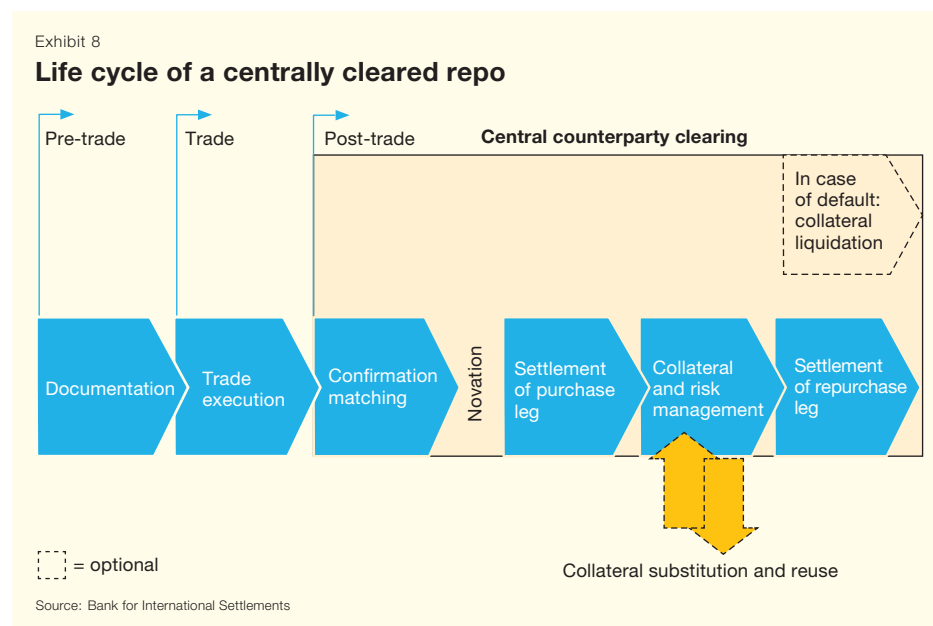 Exhibit 8
Life cycle of a centrally cleared repo
Pre-trade
Trade
Post-trade
Central counterparty clearing
In case
of default:
collateral
liquidation
Documentation
Trade
execution
Confirmation
matching
Novation
Settlement
of purchase
leg
Collateral
and risk
management
Settlement
of repurchase
leg
= optional
Collateral substitution and reuse
Source: Bank for International Settlements